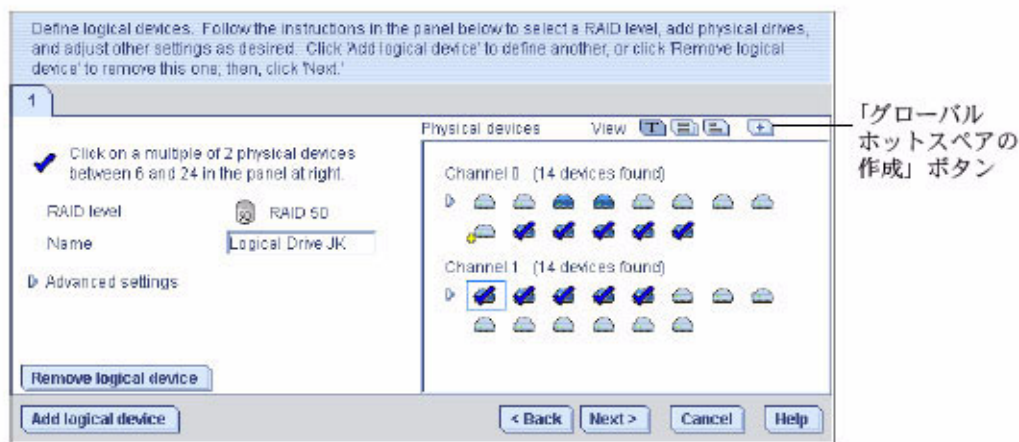 Define logical devices. Follow the instructions in the panel below to select a RAID level, add physical drives,
and adjust other settings as desired. Click 'Add logical device' to define another, or click 'Remove logical
device' to remove this one; then, click 'Next.'
1
Physical devices View T
Click on a multiple of 2 physical devices
between 6 and 24 in the panel at right.
RAID level 50 RAID 50
Name Logical Drive JK
Advanced settings
Channel 0 (14 devices found)
Channel 1 (14 devices found)
Remove logical device
Add logical device < Back Next > Cancel Help
「グローバル
ホットスペアの
作成」ボタン